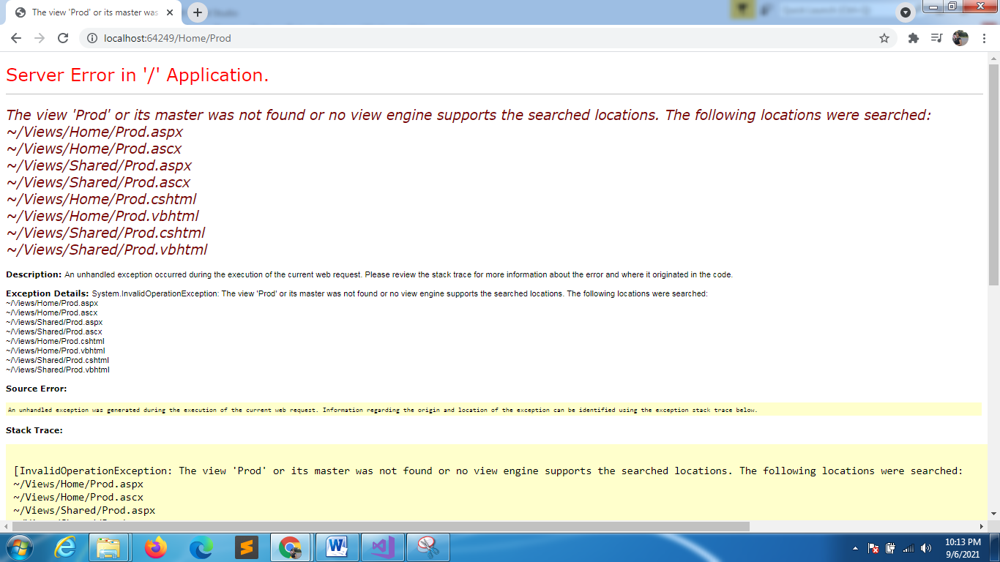 The view 'Prod' or its master was
localhost:64249/Home/Prod
Server Error in '/' Application.
The view 'Prod' or its master was not found or no view engine supports the searched locations. The following locations were searched:
~/Views/Home/Prod.aspx
~/Views/Home/Prod.ascx
~/Views/Shared/Prod.aspx
~/Views/Shared/Prod.ascx
~/Views/Home/Prod.cshtml
~/Views/Home/Prod.vbhtml
~/Views/Shared/Prod.cshtml
~/Views/Shared/Prod.vbhtml
Description: An unhandled exception occurred during the execution of the current web request. Please review the stack trace for more information about the error and where it originated in the code.
Exception Details: System.InvalidOperationException: The view 'Prod' or its master was not found or no view engine supports the searched locations. The following locations were searched:
~/Views/Home/Prod.aspx
~/Views/Home/Prod.ascx
~/Views/Shared/Prod.aspx
~/Views/Shared/Prod.ascx
~/Views/Home/Prod.cshtml
~/Views/Home/Prod.vbhtml
~/Views/Shared/Prod.cshtml
~/Views/Shared/Prod.vbhtml
Source Error:
An unhandled exception was generated during the execution of the current web request. Information regarding the origin and location of the exception can be identified using the exception stack trace below.
Stack Trace:
[InvalidOperationException: The view 'Prod' or its master was not found or no view engine supports the searched locations. The following locations were searched:
~/Views/Home/Prod.aspx
~/Views/Home/Prod.ascx
~/Views/Shared/Prod.aspx
10:13 PM
9/6/2021